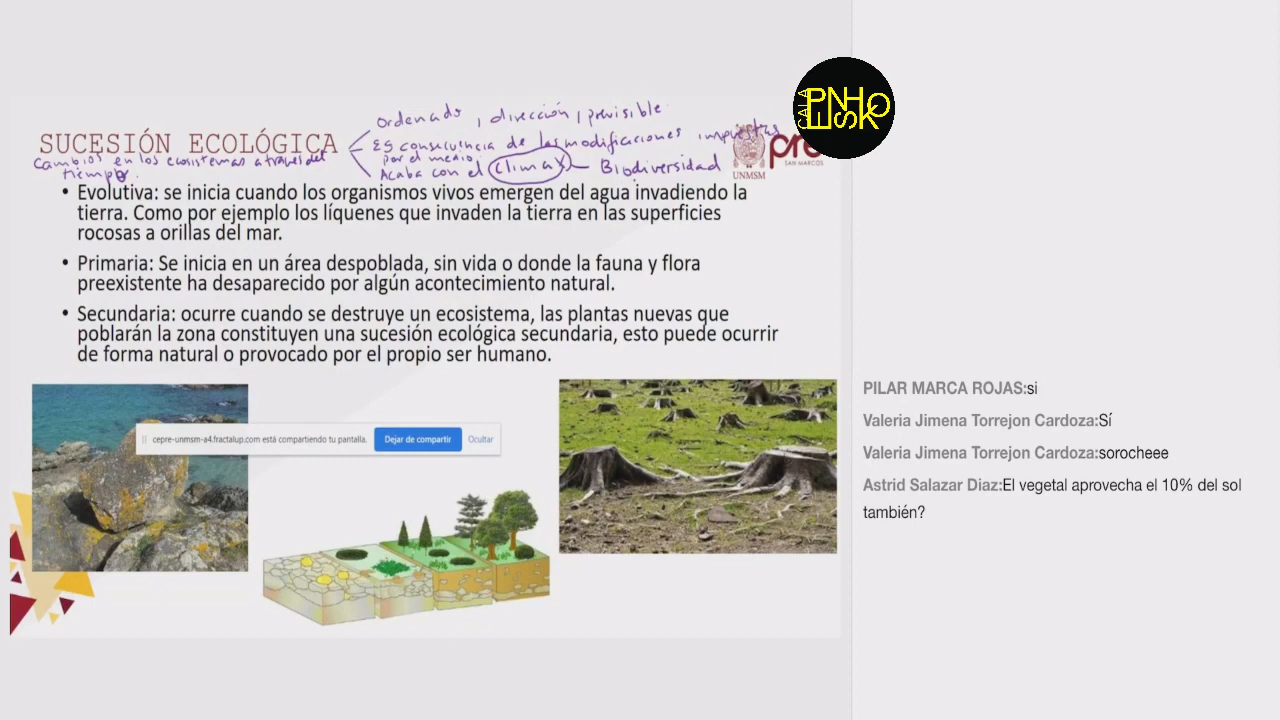 Ordenado, dirección, previsible
SUCESIÓN ECOLÓGICA
Es consecuencia de las modificaciones impuestas
por el medio.
Cambios en los ecosistemas a través del
tiempo.
Acaba con el climax – Biodiversidad
UNMSM
pre
SAN MARCOS
• Evolutiva: se inicia cuando los organismos vivos emergen del agua invadiendo la
tierra. Como por ejemplo los líquenes que invaden la tierra en las superficies
rocosas a orillas del mar.
• Primaria: Se inicia en un área despoblada, sin vida o donde la fauna y flora
preexistente ha desaparecido por algún acontecimiento natural.
• Secundaria: ocurre cuando se destruye un ecosistema, las plantas nuevas que
poblarán la zona constituyen una sucesión ecológica secundaria, esto puede ocurrir
de forma natural o provocado por el propio ser humano.
cepre-unmsm-a4.fractalup.com está compartiendo tu pantalla.
Dejar de compartir
Ocultar
PILAR MARCA ROJAS:si
Valeria Jimena Torrejon Cardoza:Sí
Valeria Jimena Torrejon Cardoza:sorocheee
Astrid Salazar Diaz:El vegetal aprovecha el 10% del sol
también?